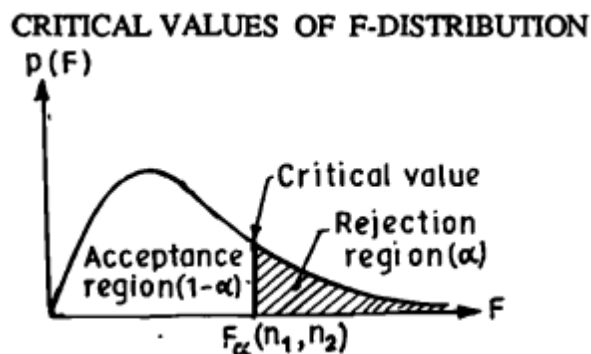 CRITICAL VALUES OF F-DISTRIBUTION
p(F)
Critical value
Rejection
region(α)
Acceptance
region(1-α)
F
Fα(n₁,n₂)